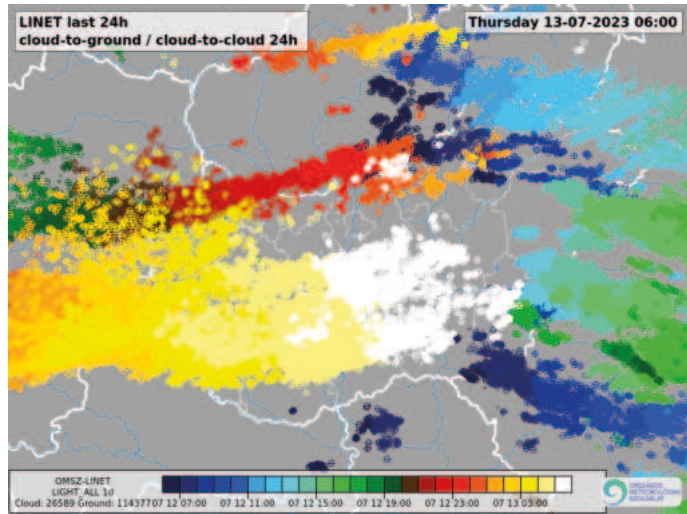 LINET last 24h
cloud-to-ground / cloud-to-cloud 24h
Thursday 13-07-2023 06:00
OMSZ-LINET
LIGHT_ALL 1d
Cloud: 26589 Ground: 114377
07 12 07:00 07 12 11:00 07 12 15:00 07 12 19:00 07 12 23:00 07 13 03:00
ORSZÁGOS
METEOROLÓGIAI
SZOLGÁLAT